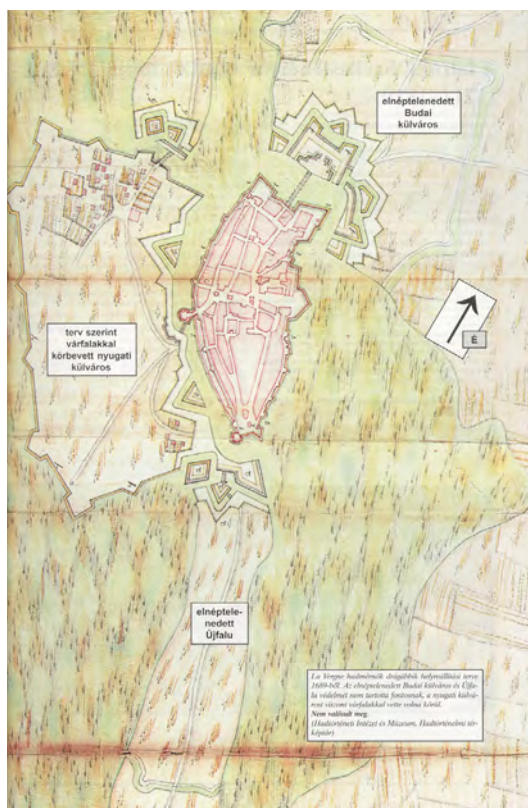 elnéptelenedett
Budai
külváros
É
terv szerint
várfalakkal
körbevett nyugati
külváros
elnéptele-
nedett
Újfalu
La Vergne hadmérnök drágábbik helyreállítási terve
1689-ből. Az elnéptelenedett Budai külváros és Újfa-
lu védelmét nem tartotta fontosnak, a nyugati külvá-
rost viszont várfalakkal vette volna körül.
Nem valósult meg.
(Hadtörténeti Intézet és Múzeum, Hadtörténelmi tér-
képtár)